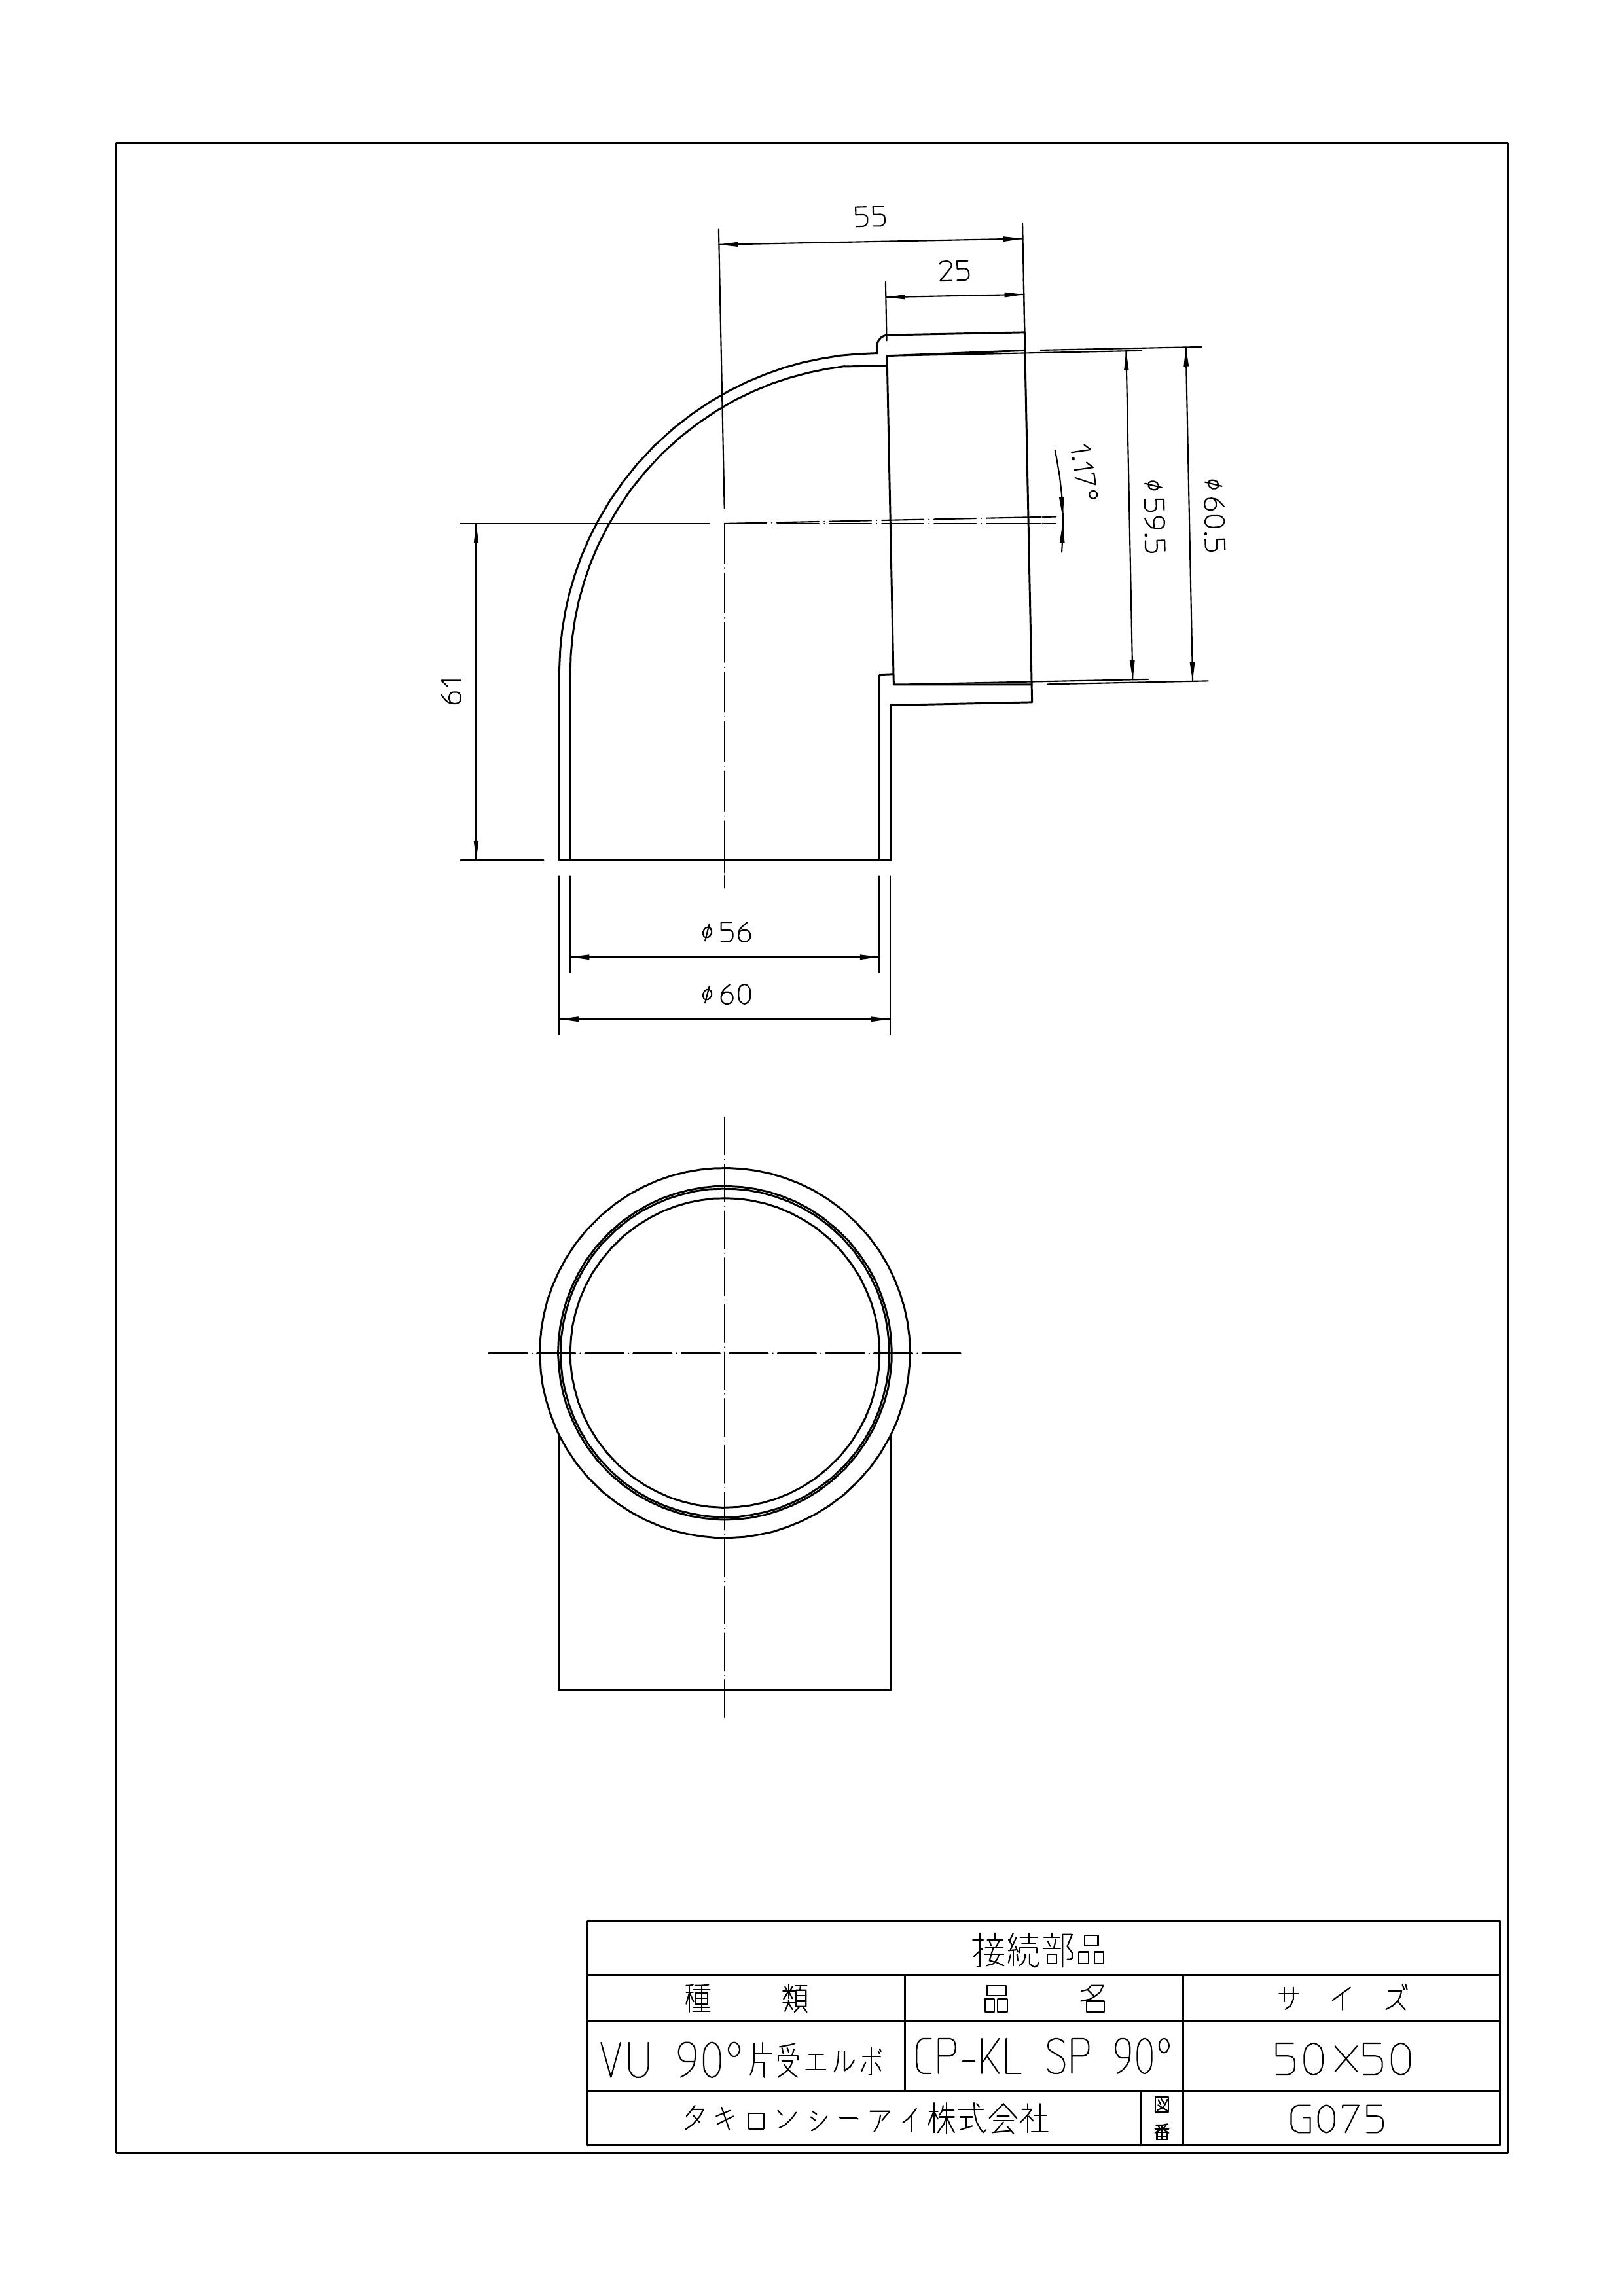 55
25
1.17°
φ59.5
φ60.5
61
φ56
φ60
接続部品
種 類 品 名 サイズ
VU 90°片受エルボ CP-KL SP 90° 50×50
タキロンシーアイ株式会社 図番 G075